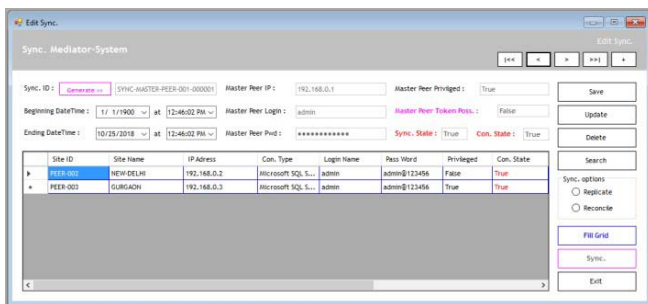 Edit Sync.
Sync. Mediator-System
Edit Sync.
|<< < > >>| +
Sync. ID : Generate >> SYNC-MASTER-PEER-001-000001 Master Peer IP : 192.168.0.1 Master Peer Privliged : True
Beginning DateTime : 1/ 1/1900 at 12:46:02 PM Master Peer Login : admin Master Peer Token Poss. : False
Ending DateTime : 10/25/2018 at 12:46:02 PM Master Peer Pwd : ************ Sync. State : True Con. State : True
Save
Update
Delete
Search
Site ID Site Name IP Adress Con. Type Login Name Pass Word Privileged Con. State
PEER-002 NEW-DELHI 192.168.0.2 Microsoft SQL S... admin admin@123456 False True
PEER-003 GURGAON 192.168.0.3 Microsoft SQL S... admin admin@123456 True True
Sync. options
Replicate
Reconcile
Fill Grid
Sync.
Exit